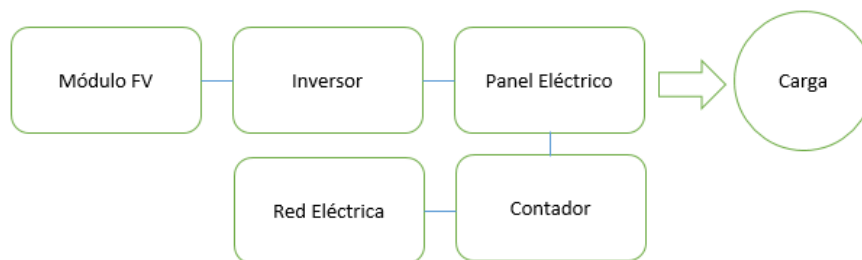 Módulo FV
Inversor
Panel Eléctrico
Carga
Red Eléctrica
Contador